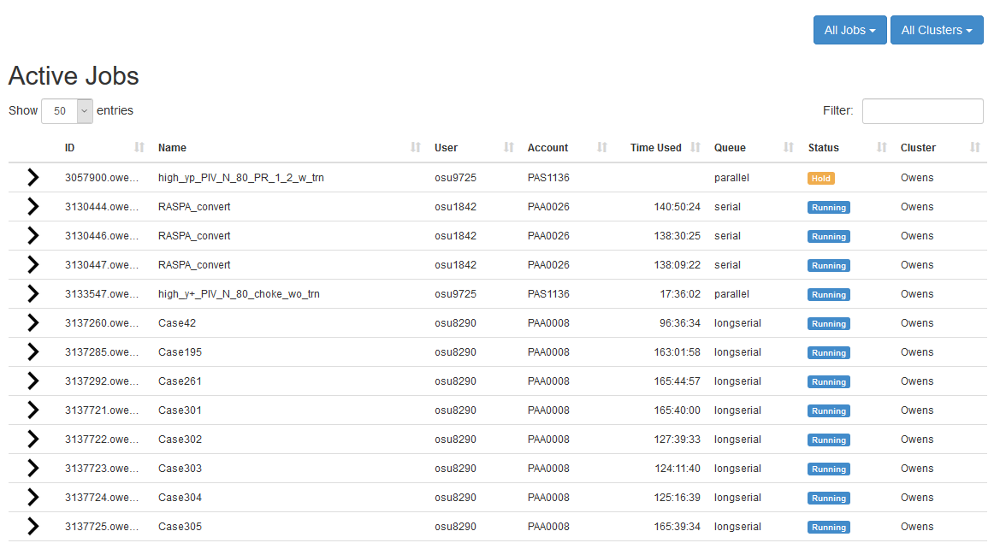 All Jobs All Clusters
Active Jobs
Show 50 entries Filter:
ID Name User Account Time Used Queue Status Cluster
3057900.owe... high_yp_PIV_N_80_PR_1_2_w_trn osu9725 PAS1136 parallel Hold Owens
3130444.owe... RASPA_convert osu1842 PAA0026 140:50:24 serial Running Owens
3130446.owe... RASPA_convert osu1842 PAA0026 138:30:25 serial Running Owens
3130447.owe... RASPA_convert osu1842 PAA0026 138:09:22 serial Running Owens
3133547.owe... high_y+_PIV_N_80_choke_wo_trn osu9725 PAS1136 17:36:02 parallel Running Owens
3137260.owe... Case42 osu8290 PAA0008 96:36:34 longserial Running Owens
3137285.owe... Case195 osu8290 PAA0008 163:01:58 longserial Running Owens
3137292.owe... Case261 osu8290 PAA0008 165:44:57 longserial Running Owens
3137721.owe... Case301 osu8290 PAA0008 165:40:00 longserial Running Owens
3137722.owe... Case302 osu8290 PAA0008 127:39:33 longserial Running Owens
3137723.owe... Case303 osu8290 PAA0008 124:11:40 longserial Running Owens
3137724.owe... Case304 osu8290 PAA0008 125:16:39 longserial Running Owens
3137725.owe... Case305 osu8290 PAA0008 165:39:34 longserial Running Owens